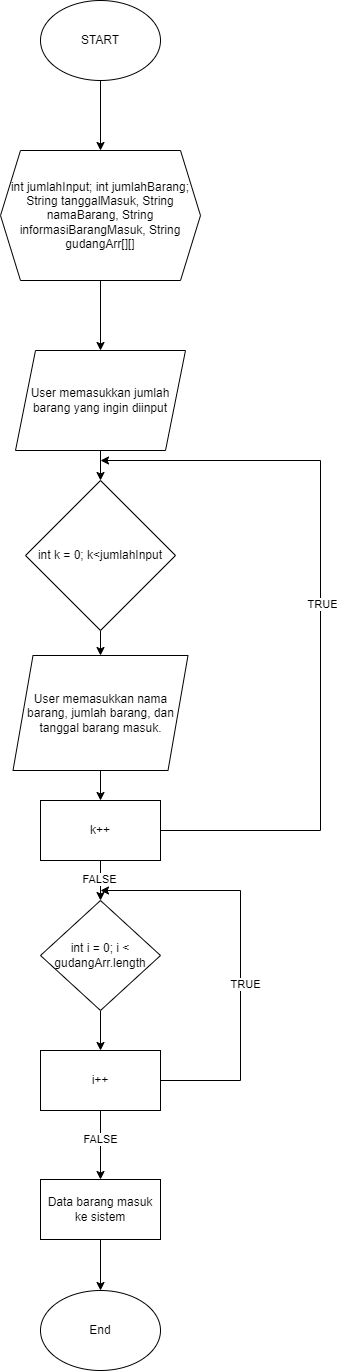 START
int jumlahInput; int jumlahBarang;
String tanggalMasuk, String
namaBarang, String
informasiBarangMasuk, String
gudangArr[][]
User memasukkan jumlah
barang yang ingin diinput
int k = 0; k<jumlahInput
TRUE
User memasukkan nama
barang, jumlah barang, dan
tanggal barang masuk.
k++
FALSE
int i = 0; i <
gudangArr.length
TRUE
i++
FALSE
Data barang masuk
ke sistem
End